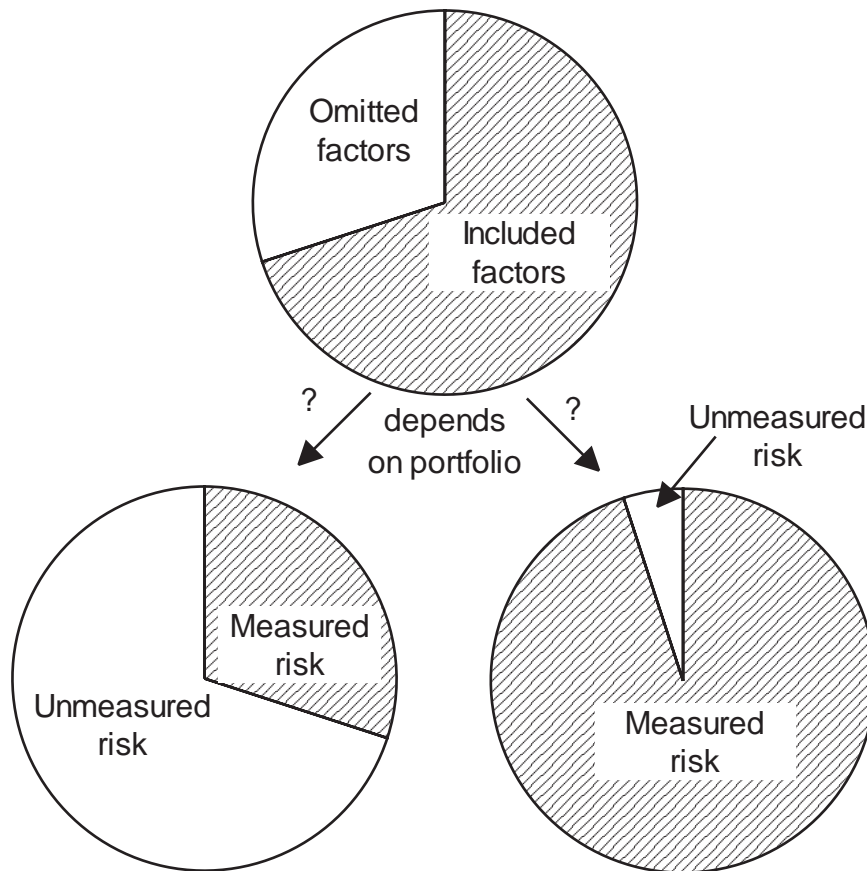 Omitted
factors
Included
factors
?
depends
on portfolio
?
Unmeasured
risk
Measured
risk
Unmeasured
risk
Measured
risk